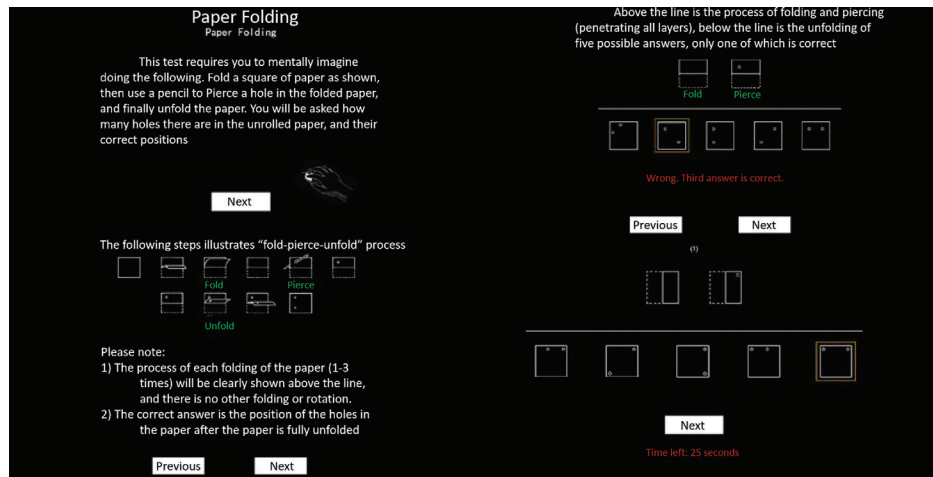 Paper Folding
Paper Folding
This test requires you to mentally imagine
doing the following. Fold a square of paper as shown,
then use a pencil to Pierce a hole in the folded paper,
and finally unfold the paper. You will be asked how
many holes there are in the unrolled paper, and their
correct positions
Next
The following steps illustrates “fold-pierce-unfold” process
Fold
Pierce
Unfold
Please note:
1) The process of each folding of the paper (1-3
times) will be clearly shown above the line,
and there is no other folding or rotation.
2) The correct answer is the position of the holes in
the paper after the paper is fully unfolded
Previous
Next
Above the line is the process of folding and piercing
(penetrating all layers), below the line is the unfolding of
five possible answers, only one of which is correct
Fold
Pierce
Wrong. Third answer is correct.
Previous
Next
(1)
Next
Time left: 25 seconds